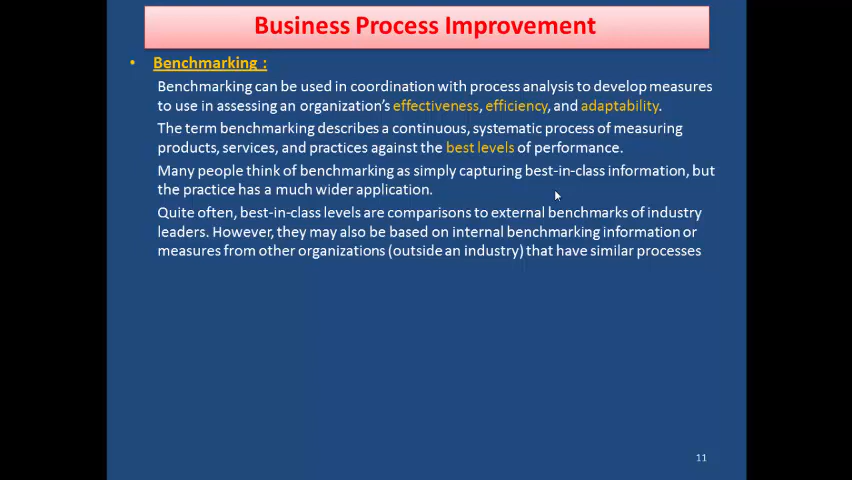 Business Process Improvement
• Benchmarking :
Benchmarking can be used in coordination with process analysis to develop measures
to use in assessing an organization's effectiveness, efficiency, and adaptability.
The term benchmarking describes a continuous, systematic process of measuring
products, services, and practices against the best levels of performance.
Many people think of benchmarking as simply capturing best-in-class information, but
the practice has a much wider application.
Quite often, best-in-class levels are comparisons to external benchmarks of industry
leaders. However, they may also be based on internal benchmarking information or
measures from other organizations (outside an industry) that have similar processes
11